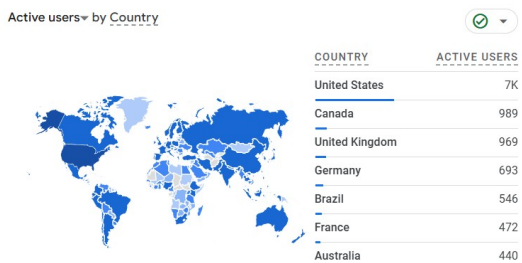 Active users by Country
COUNTRY ACTIVE USERS
United States 7K
Canada 989
United Kingdom 969
Germany 693
Brazil 546
France 472
Australia 440